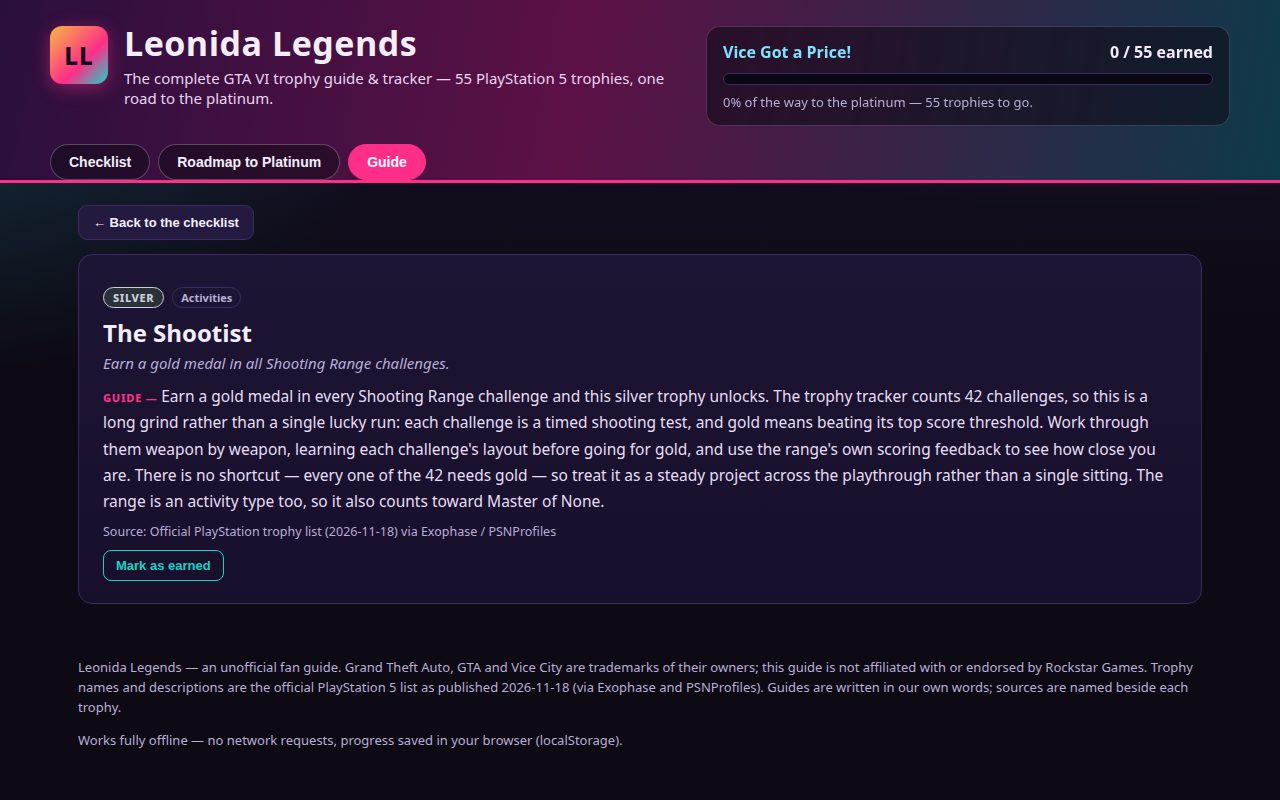 LL
Leonida Legends
The complete GTA VI trophy guide & tracker — 55 PlayStation 5 trophies, one
road to the platinum.
Vice Got a Price!
0 / 55 earned
0% of the way to the platinum — 55 trophies to go.
Checklist
Roadmap to Platinum
Guide
← Back to the checklist
SILVER
Activities
The Shootist
Earn a gold medal in all Shooting Range challenges.
GUIDE — Earn a gold medal in every Shooting Range challenge and this silver trophy unlocks. The trophy tracker counts 42 challenges, so this is a
long grind rather than a single lucky run: each challenge is a timed shooting test, and gold means beating its top score threshold. Work through
them weapon by weapon, learning each challenge's layout before going for gold, and use the range's own scoring feedback to see how close you
are. There is no shortcut — every one of the 42 needs gold — so treat it as a steady project across the playthrough rather than a single sitting. The
range is an activity type too, so it also counts toward Master of None.
Source: Official PlayStation trophy list (2026-11-18) via Exophase / PSNProfiles
Mark as earned
Leonida Legends — an unofficial fan guide. Grand Theft Auto, GTA and Vice City are trademarks of their owners; this guide is not affiliated with or endorsed by Rockstar Games. Trophy
names and descriptions are the official PlayStation 5 list as published 2026-11-18 (via Exophase and PSNProfiles). Guides are written in our own words; sources are named beside each
trophy.
Works fully offline — no network requests, progress saved in your browser (localStorage).